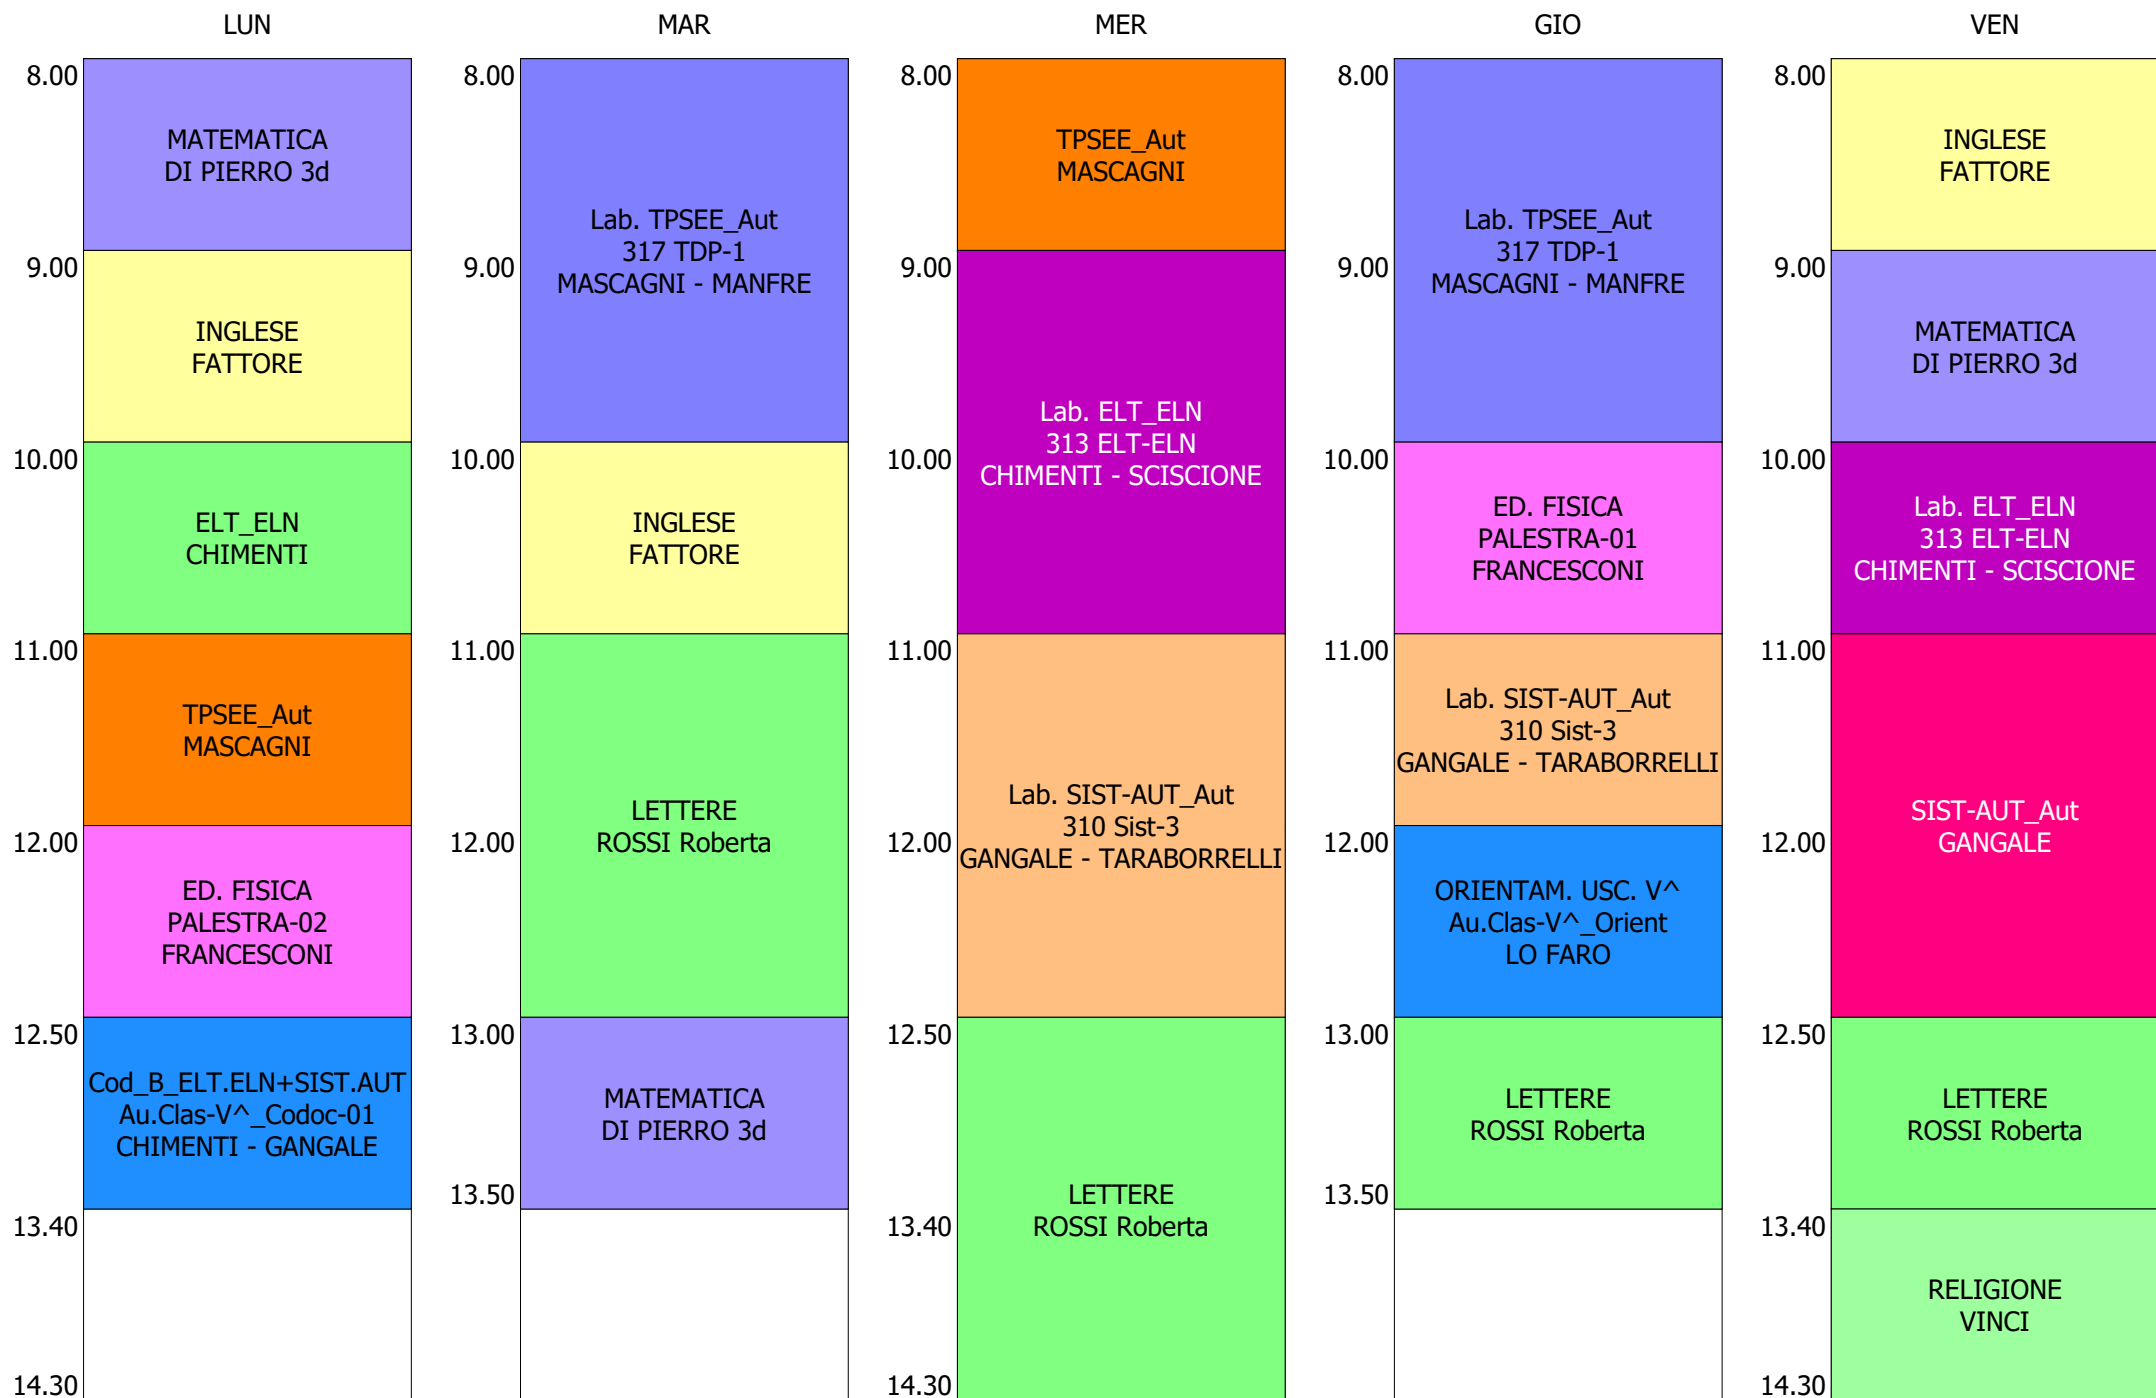 LUN
8.00
MATEMATICA
DI PIERRO 3d
9.00
INGLESE
FATTORE
10.00
ELT_ELN
CHIMENTI
11.00
TPSEE_Aut
MASCAGNI
12.00
ED. FISICA
PALESTRA-02
FRANCESCONI
12.50
Cod_B_ELT.ELN+SIST.AUT
Au.Clas-V^_Codoc-01
CHIMENTI - GANGALE
13.40
14.30
MAR
8.00
Lab. TPSEE_Aut
317 TDP-1
9.00
MASCAGNI - MANFRE
10.00
INGLESE
FATTORE
11.00
LETTERE
12.00
ROSSI Roberta
13.00
MATEMATICA
DI PIERRO 3d
13.50
MER
8.00
TPSEE_Aut
MASCAGNI
9.00
Lab. ELT_ELN
313 ELT-ELN
10.00
CHIMENTI - SCISCIONE
11.00
Lab. SIST-AUT_Aut
310 Sist-3
12.00
GANGALE - TARABORRELLI
12.50
LETTERE
ROSSI Roberta
13.40
14.30
GIO
8.00
Lab. TPSEE_Aut
317 TDP-1
9.00
MASCAGNI - MANFRE
10.00
ED. FISICA
PALESTRA-01
FRANCESCONI
11.00
Lab. SIST-AUT_Aut
310 Sist-3
GANGALE - TARABORRELLI
12.00
ORIENTAM. USC. V^
Au.Clas-V^_Orient
LO FARO
13.00
LETTERE
ROSSI Roberta
13.50
VEN
8.00
INGLESE
FATTORE
9.00
MATEMATICA
DI PIERRO 3d
10.00
Lab. ELT_ELN
313 ELT-ELN
CHIMENTI - SCISCIONE
11.00
SIST-AUT_Aut
12.00
GANGALE
12.50
LETTERE
ROSSI Roberta
13.40
RELIGIONE
VINCI
14.30